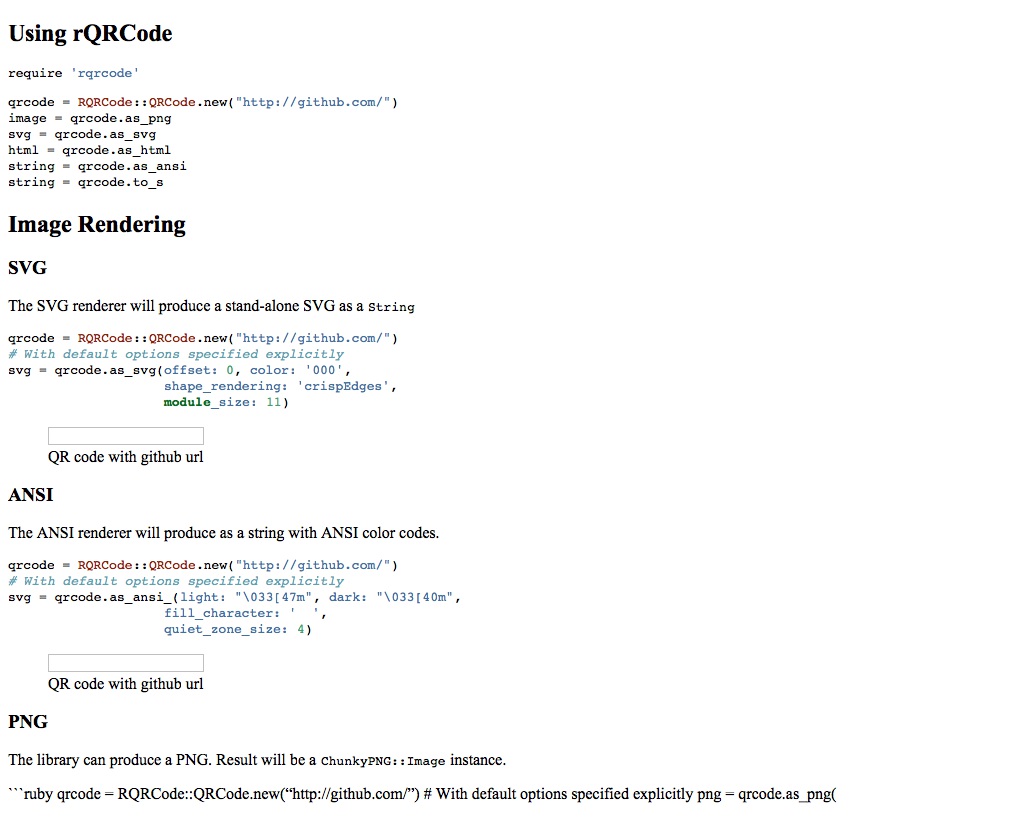 Using rQRCode
require 'rqrcode'
qrcode = RQRCode::QRCode.new("http://github.com/")
image = qrcode.as_png
svg = qrcode.as_svg
html = qrcode.as_html
string = qrcode.as_ansi
string = qrcode.to_s
Image Rendering
SVG
The SVG renderer will produce a stand-alone SVG as a String
qrcode = RQRCode::QRCode.new("http://github.com/")
# With default options specified explicitly
svg = qrcode.as_svg(offset: 0, color: '000',
                    shape_rendering: 'crispEdges',
                    module_size: 11)
QR code with github url
ANSI
The ANSI renderer will produce as a string with ANSI color codes.
qrcode = RQRCode::QRCode.new("http://github.com/")
# With default options specified explicitly
svg = qrcode.as_ansi_(light: "\033[47m", dark: "\033[40m",
                    fill_character: '  ',
                    quiet_zone_size: 4)
QR code with github url
PNG
The library can produce a PNG. Result will be a ChunkyPNG::Image instance.
```ruby qrcode = RQRCode::QRCode.new(“http://github.com/”) # With default options specified explicitly png = qrcode.as_png(